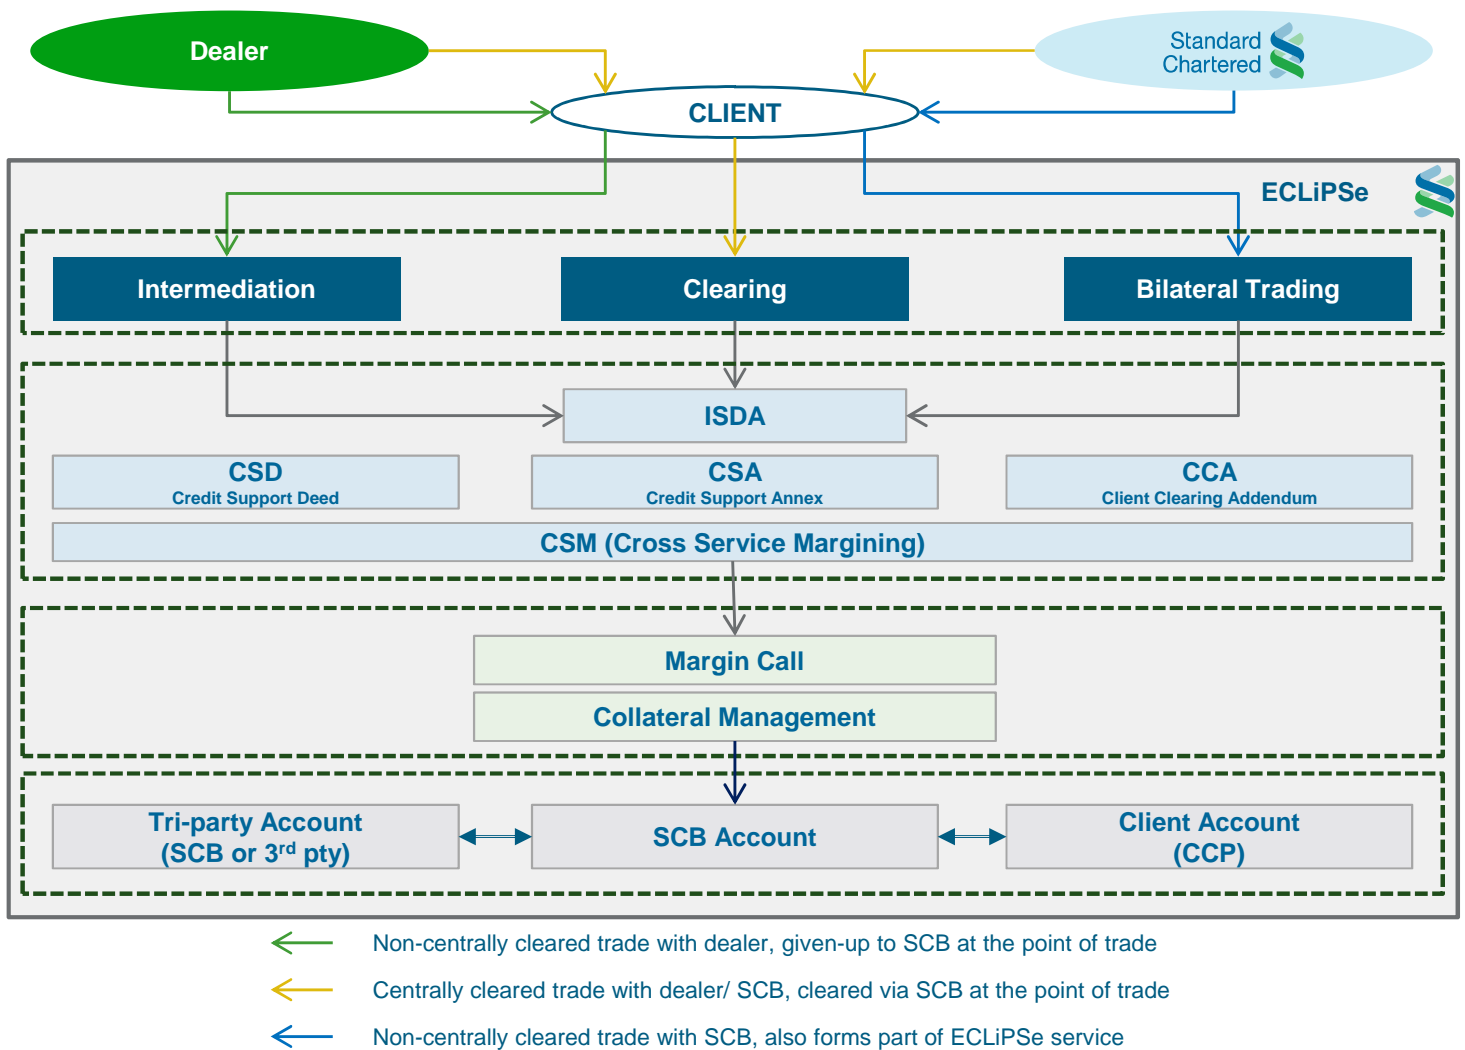 Dealer
Standard
Chartered
CLIENT
ECLiPSe
Intermediation
Clearing
Bilateral Trading
ISDA
CSD
Credit Support Deed
CSA
Credit Support Annex
CCA
Client Clearing Addendum
CSM (Cross Service Margining)
Margin Call
Collateral Management
Tri-party Account
(SCB or 3rd pty)
SCB Account
Client Account
(CCP)
Non-centrally cleared trade with dealer, given-up to SCB at the point of trade
Centrally cleared trade with dealer/ SCB, cleared via SCB at the point of trade
Non-centrally cleared trade with SCB, also forms part of ECLiPSe service